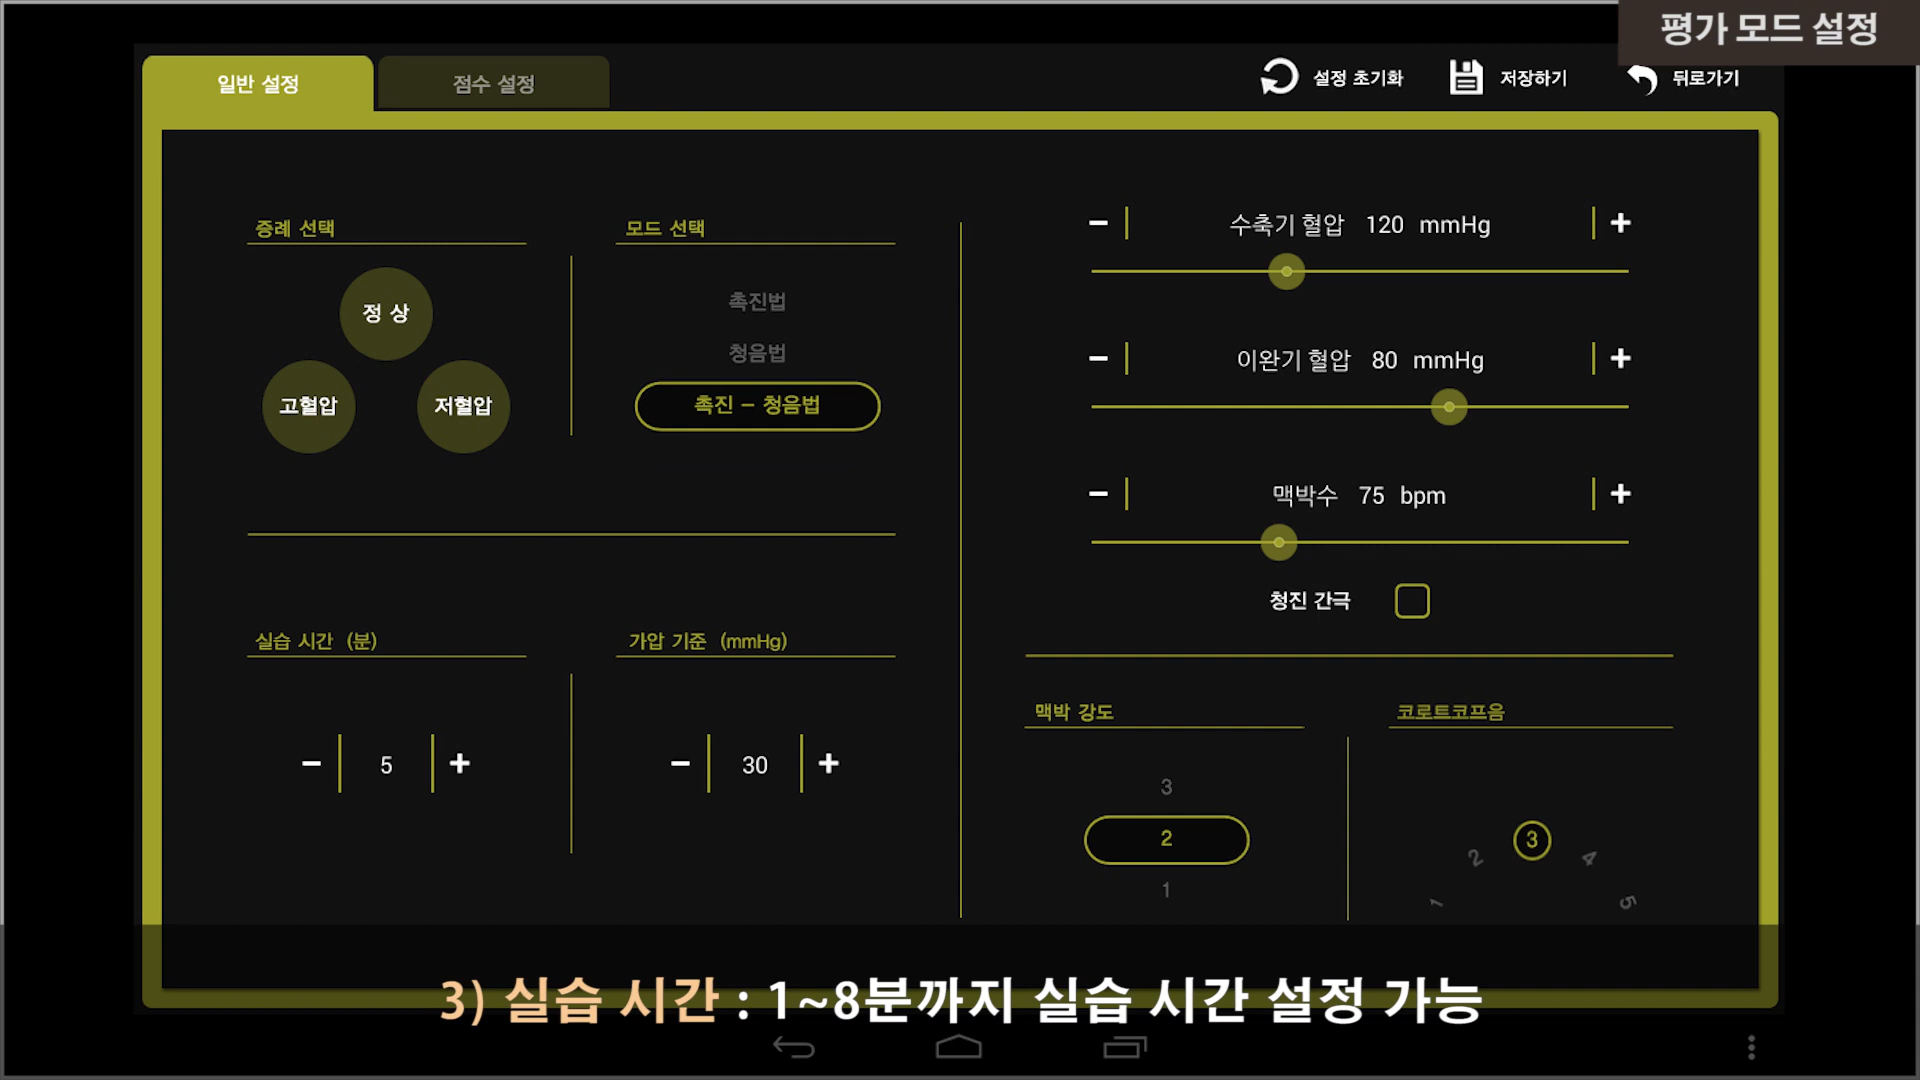 평가 모드 설정
일반 설정
점수 설정
설정 초기화
저장하기
뒤로가기
증례 선택
정 상
고혈압
저혈압
모드 선택
촉진법
청음법
촉진 – 청음법
실습 시간 (분)
– 5 +
가압 기준 (mmHg)
– 30 +
– 수축기 혈압 120 mmHg +
– 이완기 혈압 80 mmHg +
– 맥박수 75 bpm +
청진 간극
맥박 강도
3
2
1
코로트코프음
1 2 3 4 5
3) 실습 시간 : 1~8분까지 실습 시간 설정 가능